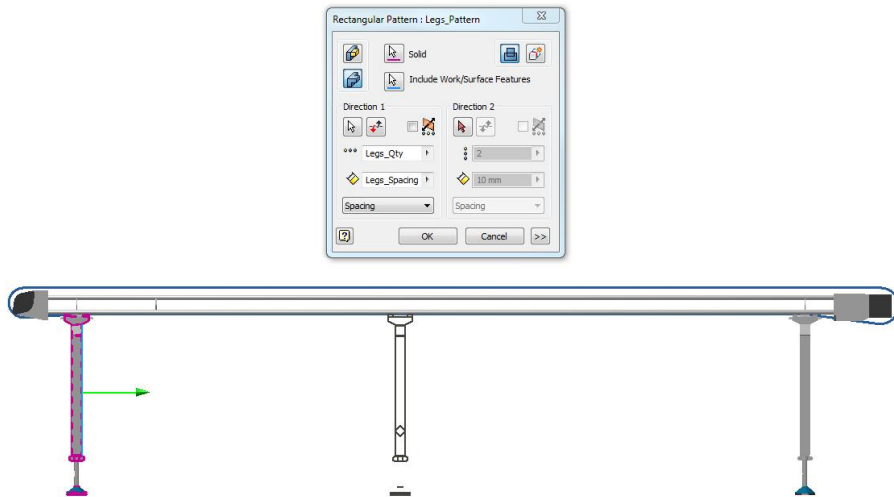 Rectangular Pattern : Legs_Pattern
Solid
Include Work/Surface Features
Direction 1
Direction 2
Legs_Qty
2
Legs_Spacing
10 mm
Spacing
Spacing
?
OK
Cancel
>>